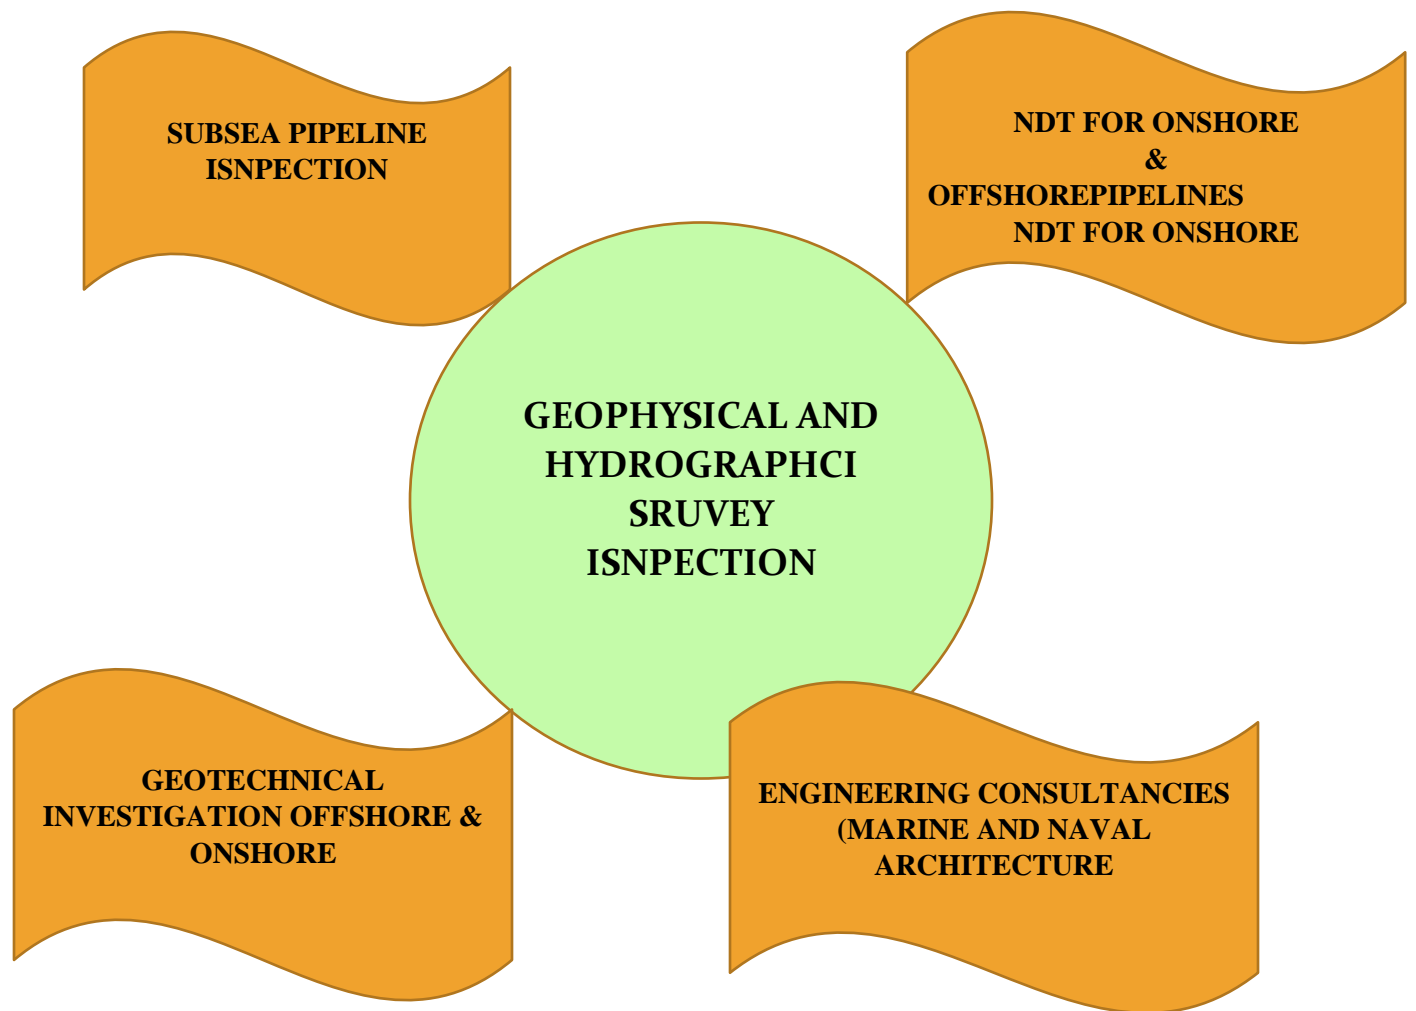 SUBSEA PIPELINE
ISNPECTION
NDT FOR ONSHORE
&
OFFSHOREPIPELINES
NDT FOR ONSHORE
GEOPHYSICAL AND
HYDROGRAPHCI
SRUVEY
ISNPECTION
GEOTECHNICAL
INVESTIGATION OFFSHORE &
ONSHORE
ENGINEERING CONSULTANCIES
(MARINE AND NAVAL
ARCHITECTURE